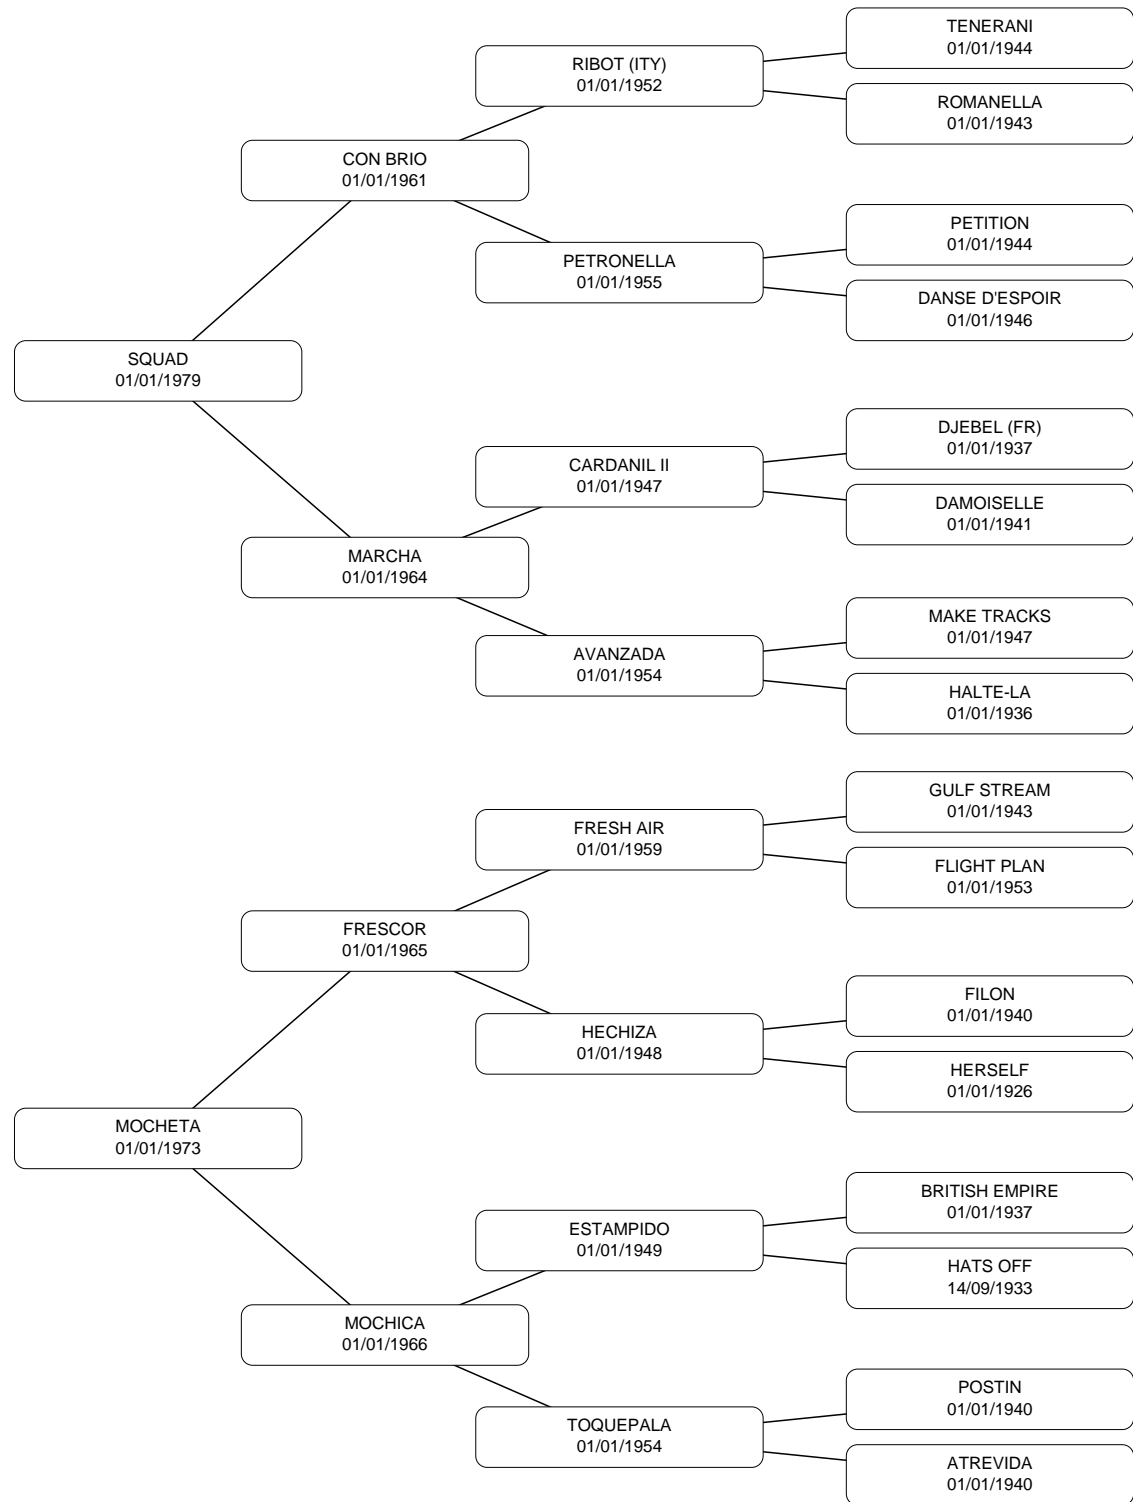 TENERANI
01/01/1944
RIBOT (ITY)
01/01/1952
ROMANELLA
01/01/1943
CON BRIO
01/01/1961
PETITION
01/01/1944
PETRONELLA
01/01/1955
DANSE D'ESPOIR
01/01/1946
SQUAD
01/01/1979
DJEBEL (FR)
01/01/1937
CARDANIL II
01/01/1947
DAMOISELLE
01/01/1941
MARCHA
01/01/1964
MAKE TRACKS
01/01/1947
AVANZADA
01/01/1954
HALTE-LA
01/01/1936
GULF STREAM
01/01/1943
FRESH AIR
01/01/1959
FLIGHT PLAN
01/01/1953
FRESCOR
01/01/1965
FILON
01/01/1940
HECHIZA
01/01/1948
HERSELF
01/01/1926
MOCHETA
01/01/1973
BRITISH EMPIRE
01/01/1937
ESTAMPIDO
01/01/1949
HATS OFF
14/09/1933
MOCHICA
01/01/1966
POSTIN
01/01/1940
TOQUEPALA
01/01/1954
ATREVIDA
01/01/1940